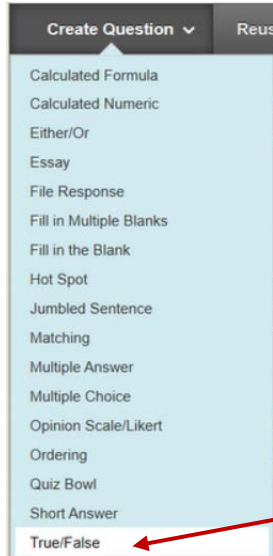 Create Question Reus
Calculated Formula
Calculated Numeric
Either/Or
Essay
File Response
Fill in Multiple Blanks
Fill in the Blank
Hot Spot
Jumbled Sentence
Matching
Multiple Answer
Multiple Choice
Opinion Scale/Likert
Ordering
Quiz Bowl
Short Answer
True/False